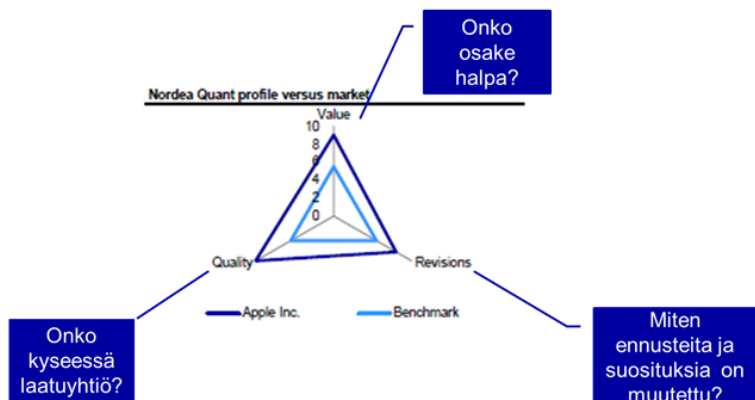 Onko
osake
halpa?
Nordea Quant profile versus market
Value
10
8
6
4
2
0
Quality
Revisions
Apple Inc.
Benchmark
Onko
kyseessä
laatuyhtiö?
Miten
ennusteita ja
suosituksia on
muutettu?